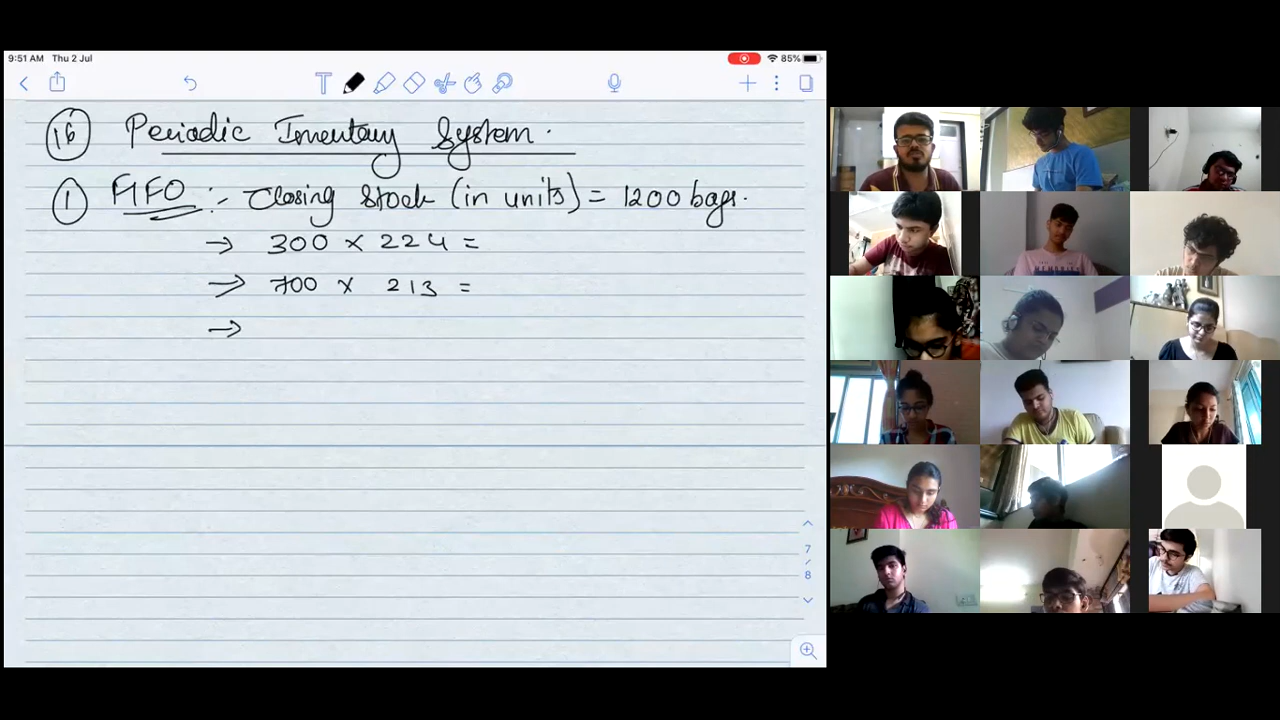 9:51 AM Thu 2 Jul
85%
T
16 Periodic Inventory System.
1 FIFO :- Closing Stock (in units) = 1200 bags.
→ 300 × 224 =
→ 700 × 213 =
→
7
/
8